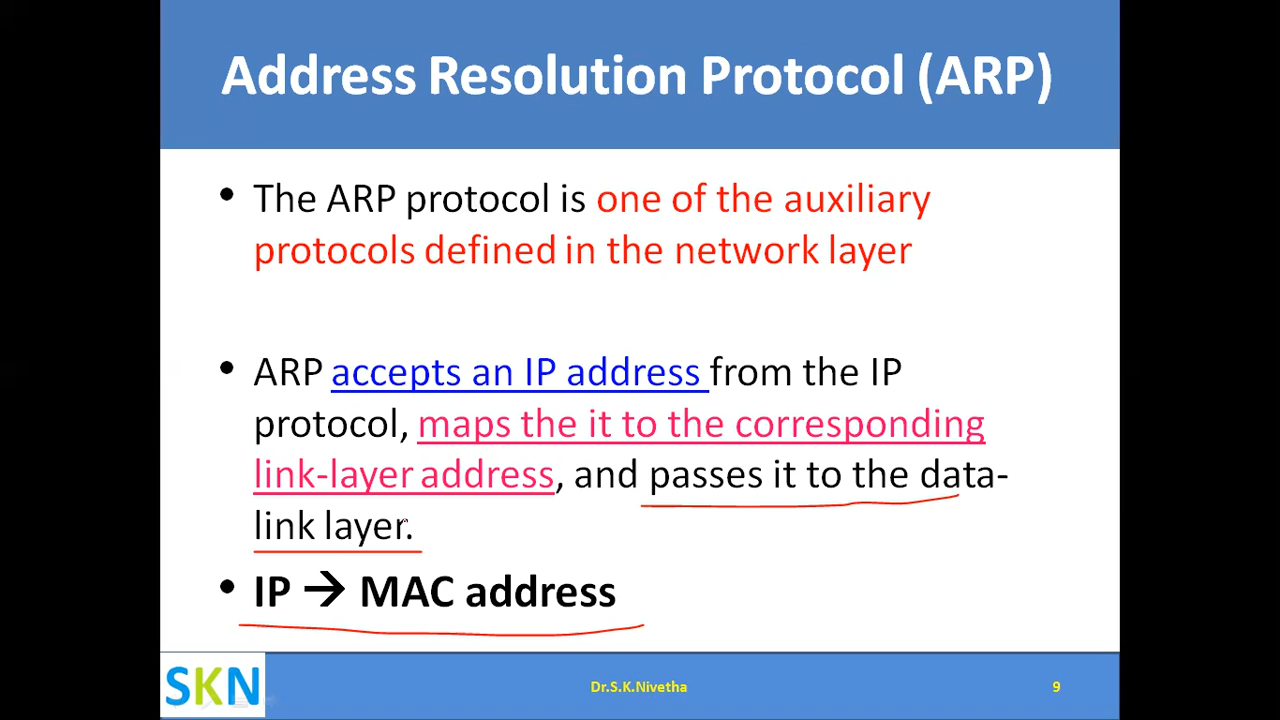 Address Resolution Protocol (ARP)
• The ARP protocol is one of the auxiliary
protocols defined in the network layer
• ARP accepts an IP address from the IP
protocol, maps the it to the corresponding
link-layer address, and passes it to the data-
link layer.
• IP → MAC address
SKN
Dr.S.K.Nivetha
9